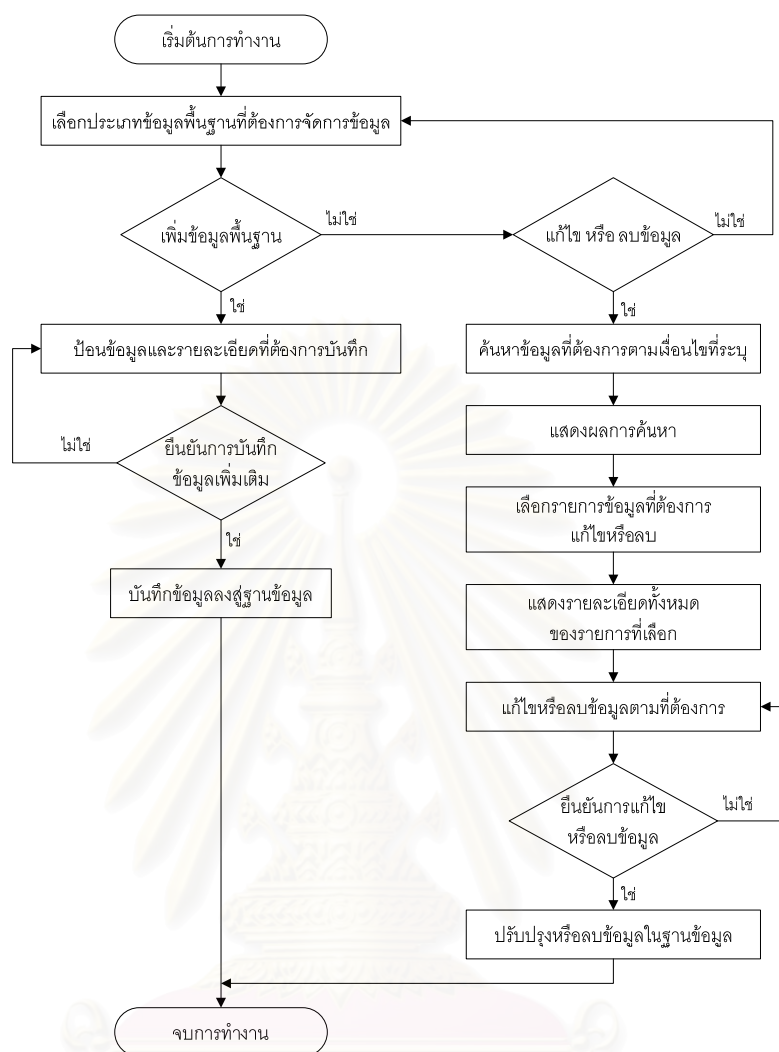 เริ่มต้นการทำงาน
เลือกประเภทข้อมูลพื้นฐานที่ต้องการจัดการข้อมูล
เพิ่มข้อมูลพื้นฐาน
ไม่ใช่
แก้ไข หรือ ลบข้อมูล
ไม่ใช่
ใช่
ใช่
ป้อนข้อมูลและรายละเอียดที่ต้องการบันทึก
ค้นหาข้อมูลที่ต้องการตามเงื่อนไขที่ระบุ
ไม่ใช่
ยืนยันการบันทึก
ข้อมูลเพิ่มเติม
แสดงผลการค้นหา
เลือกรายการข้อมูลที่ต้องการ
แก้ไขหรือลบ
ใช่
บันทึกข้อมูลลงสู่ฐานข้อมูล
แสดงรายละเอียดทั้งหมด
ของรายการที่เลือก
แก้ไขหรือลบข้อมูลตามที่ต้องการ
ยืนยันการแก้ไข
หรือลบข้อมูล
ไม่ใช่
ใช่
ปรับปรุงหรือลบข้อมูลในฐานข้อมูล
จบการทำงาน